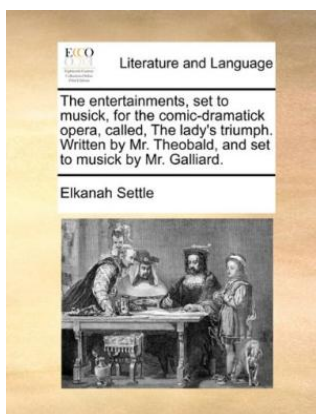 ECCO
Literature and Language
The entertainments, set to
musick, for the comic-dramatick
opera, called, The lady's triumph.
Written by Mr. Theobald, and set
to musick by Mr. Galliard.
Elkanah Settle